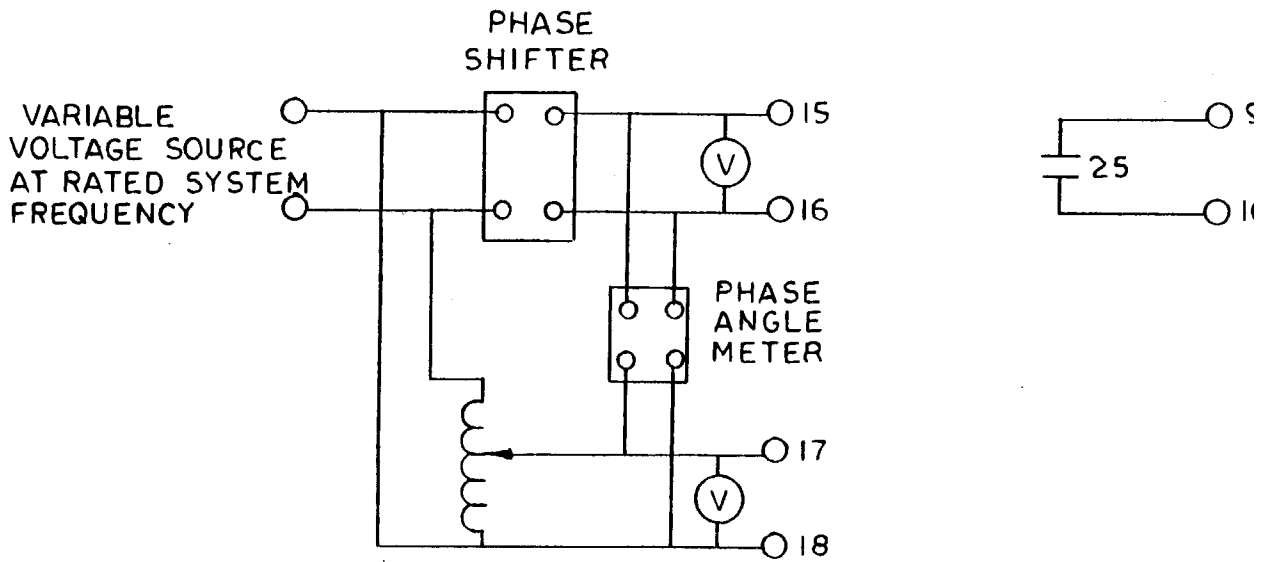 PHASE
SHIFTER
VARIABLE
VOLTAGE SOURCE
AT RATED SYSTEM
FREQUENCY
15
V
16
25
PHASE
ANGLE
METER
17
V
18